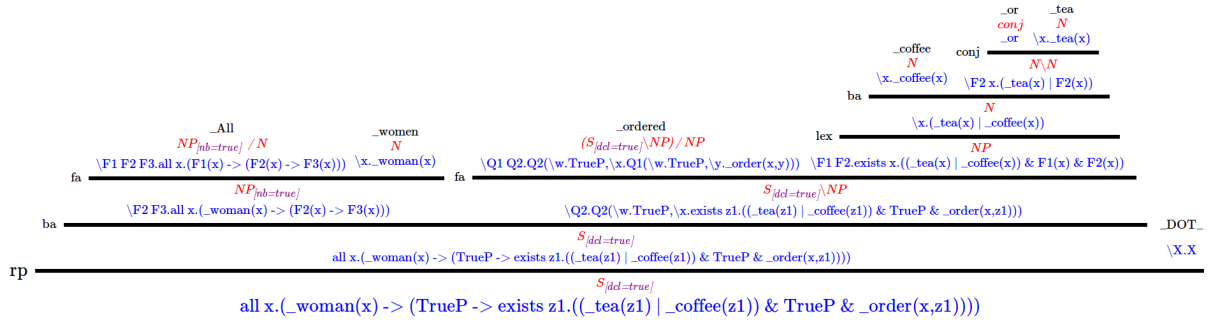 _or _tea
conj N
_or \x._tea(x)
_coffee conj
N N\N
\x._coffee(x) \F2 x.(_tea(x) | F2(x))
ba
N
_All _women _ordered lex \x.(_tea(x) | _coffee(x))
NP[nb=true] / N N (S[dcl=true]\NP)/NP NP
\F1 F2 F3.all x.(F1(x) -> (F2(x) -> F3(x))) \x._woman(x) \Q1 Q2.Q2(\w.TrueP,\x.Q1(\w.TrueP,\y._order(x,y))) \F1 F2.exists x.((_tea(x) | _coffee(x)) & F1(x) & F2(x))
fa fa
NP[nb=true] S[dcl=true]\NP
\F2 F3.all x.(_woman(x) -> (F2(x) -> F3(x))) \Q2.Q2(\w.TrueP,\x.exists z1.((_tea(z1) | _coffee(z1)) & TrueP & _order(x,z1)))
ba _DOT_
S[dcl=true] \X.X
all x.(_woman(x) -> (TrueP -> exists z1.((_tea(z1) | _coffee(z1)) & TrueP & _order(x,z1))))
rp
S[dcl=true]
all x.(_woman(x) -> (TrueP -> exists z1.((_tea(z1) | _coffee(z1)) & TrueP & _order(x,z1))))